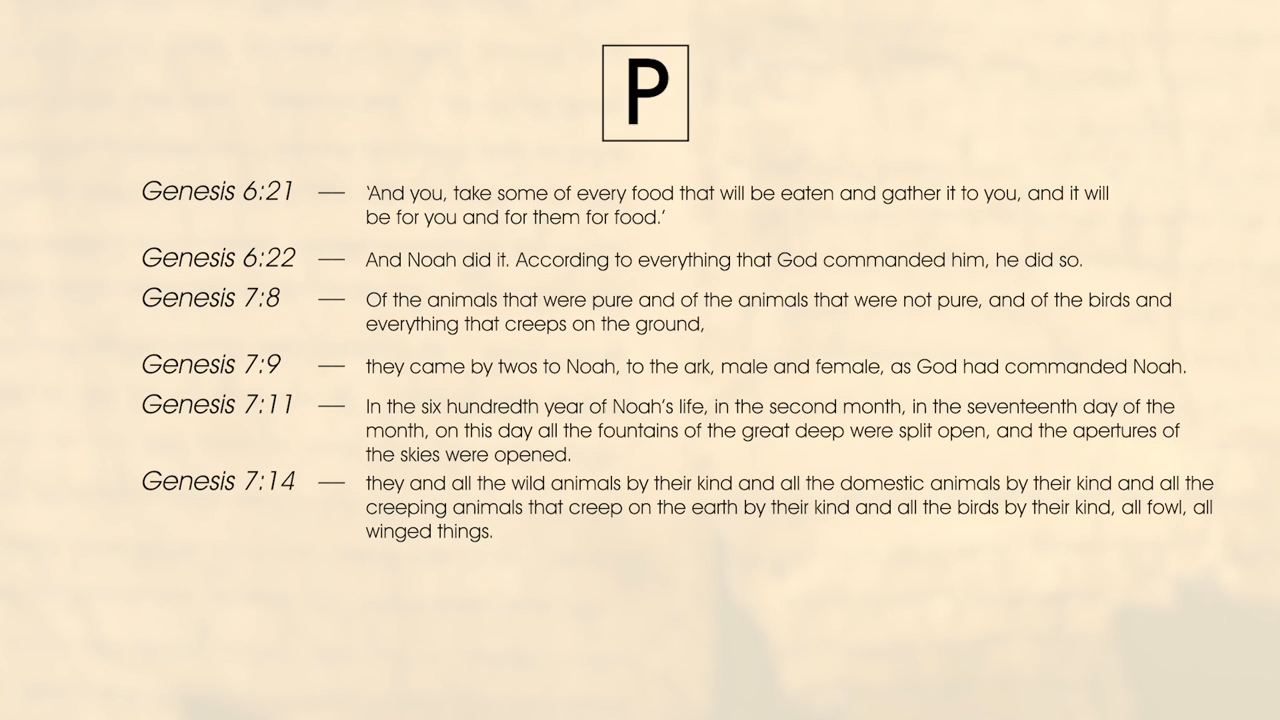 P
Genesis 6:21 — ‘And you, take some of every food that will be eaten and gather it to you, and it will
be for you and for them for food.’
Genesis 6:22 — And Noah did it. According to everything that God commanded him, he did so.
Genesis 7:8 — Of the animals that were pure and of the animals that were not pure, and of the birds and
everything that creeps on the ground,
Genesis 7:9 — they came by twos to Noah, to the ark, male and female, as God had commanded Noah.
Genesis 7:11 — In the six hundredth year of Noah’s life, in the second month, in the seventeenth day of the
month, on this day all the fountains of the great deep were split open, and the apertures of
the skies were opened.
Genesis 7:14 — they and all the wild animals by their kind and all the domestic animals by their kind and all the
creeping animals that creep on the earth by their kind and all the birds by their kind, all fowl, all
winged things.